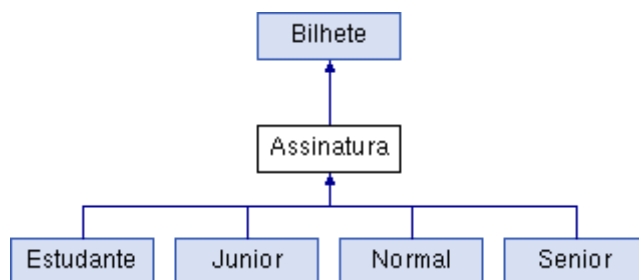 Bilhete
Assinatura
Estudante
Junior
Normal
Senior